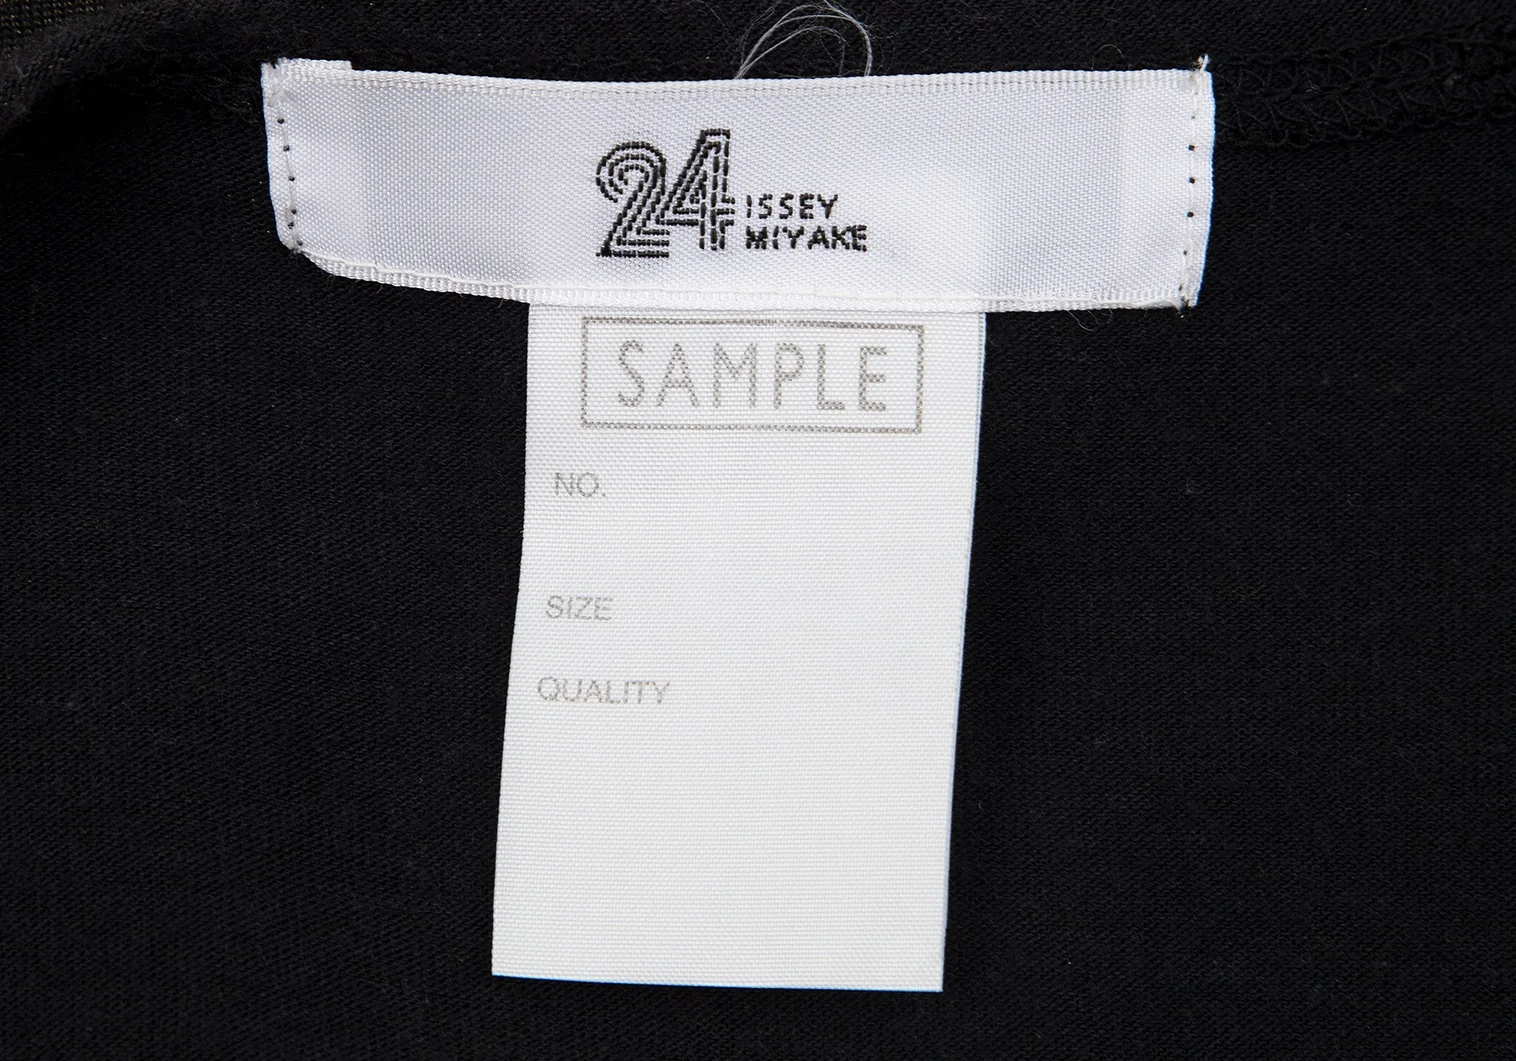 24 ISSEY
MIYAKE
SAMPLE
NO.
SIZE
QUALITY